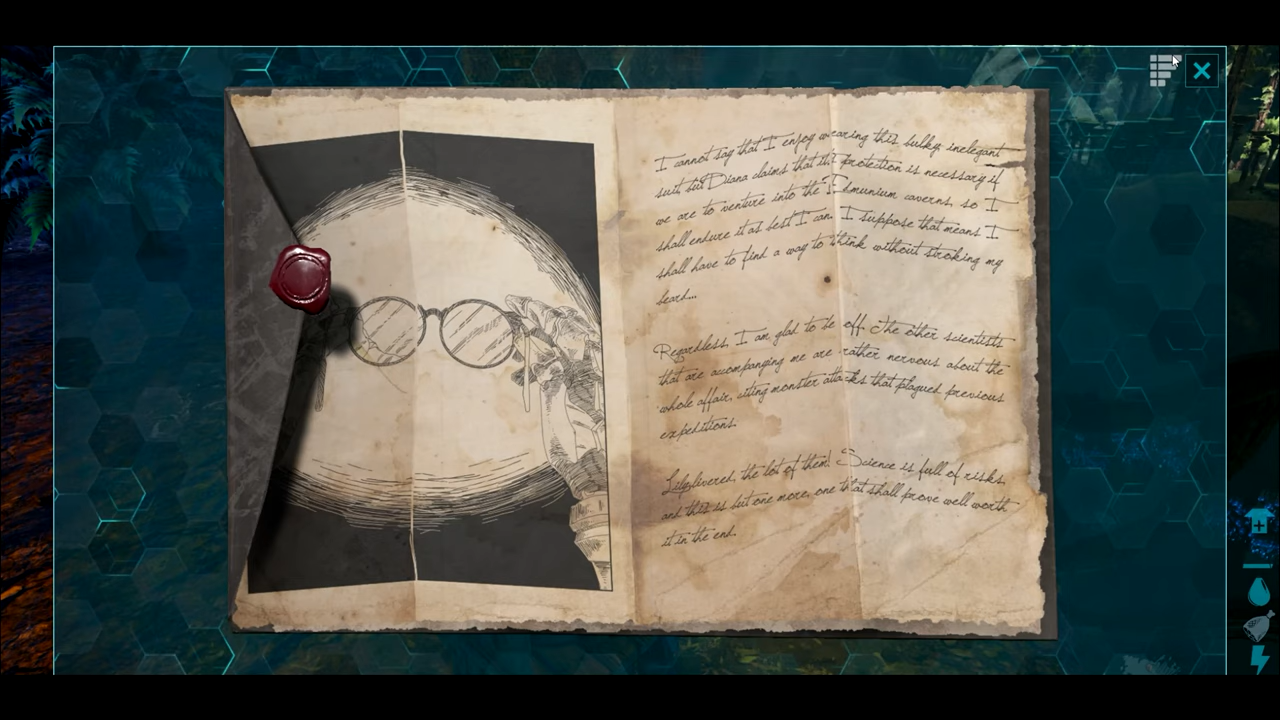 I cannot say that I enjoy wearing this bulky, inelegant
suit but Diana claims that the protection is necessary if
we are to venture into the Edmunium caverns, so I
shall endure it as best I can. I suppose that means I
shall have to find a way to think without stroking my
beard...
Regardless, I am glad to be off. The other scientists
that are accompanging me are rather nervous about the
whole affair, citing monster attacks that plagued previous
expeditions.
Lilylivered, the lot of them! Science is full of risks,
and this is but one more, one that shall prove well worth
it in the end.